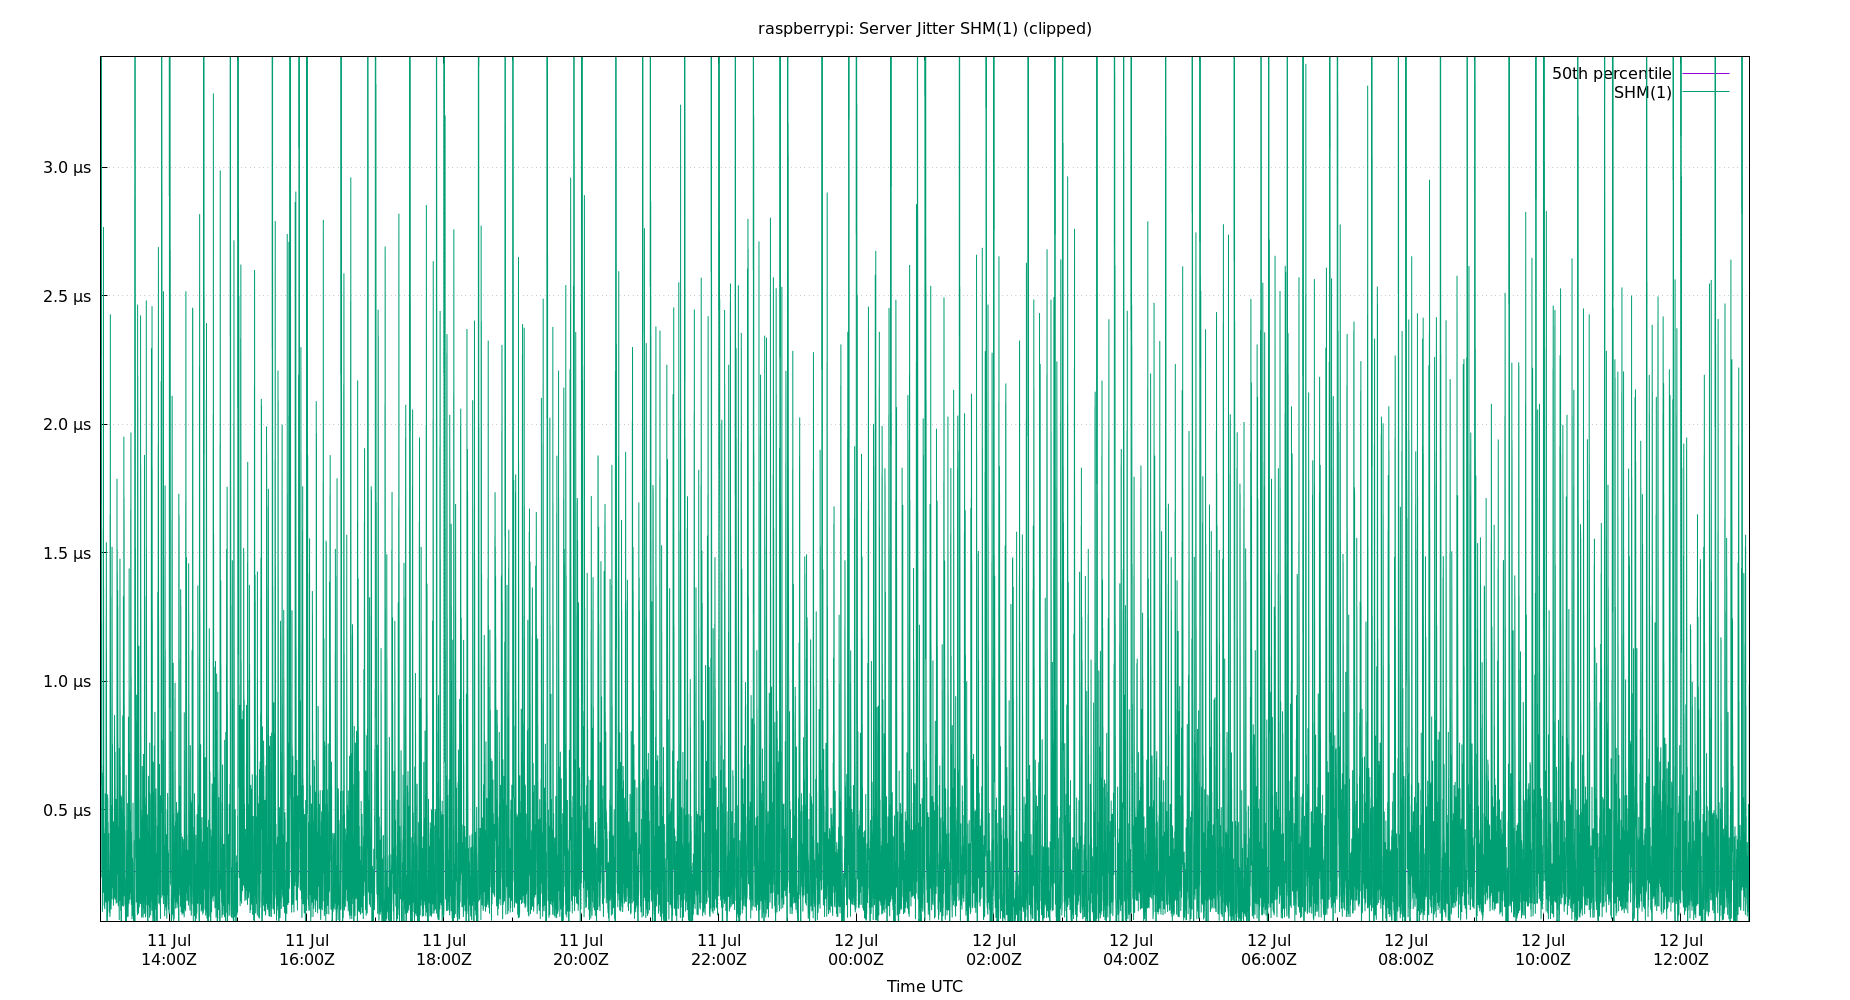 raspberrypi: Server Jitter SHM(1) (clipped)
50th percentile
SHM(1)
3.0 μs
2.5 μs
2.0 μs
1.5 μs
1.0 μs
0.5 μs
11 Jul 11 Jul 11 Jul 11 Jul 11 Jul 12 Jul 12 Jul 12 Jul 12 Jul 12 Jul 12 Jul 12 Jul
14:00Z 16:00Z 18:00Z 20:00Z 22:00Z 00:00Z 02:00Z 04:00Z 06:00Z 08:00Z 10:00Z 12:00Z
Time UTC